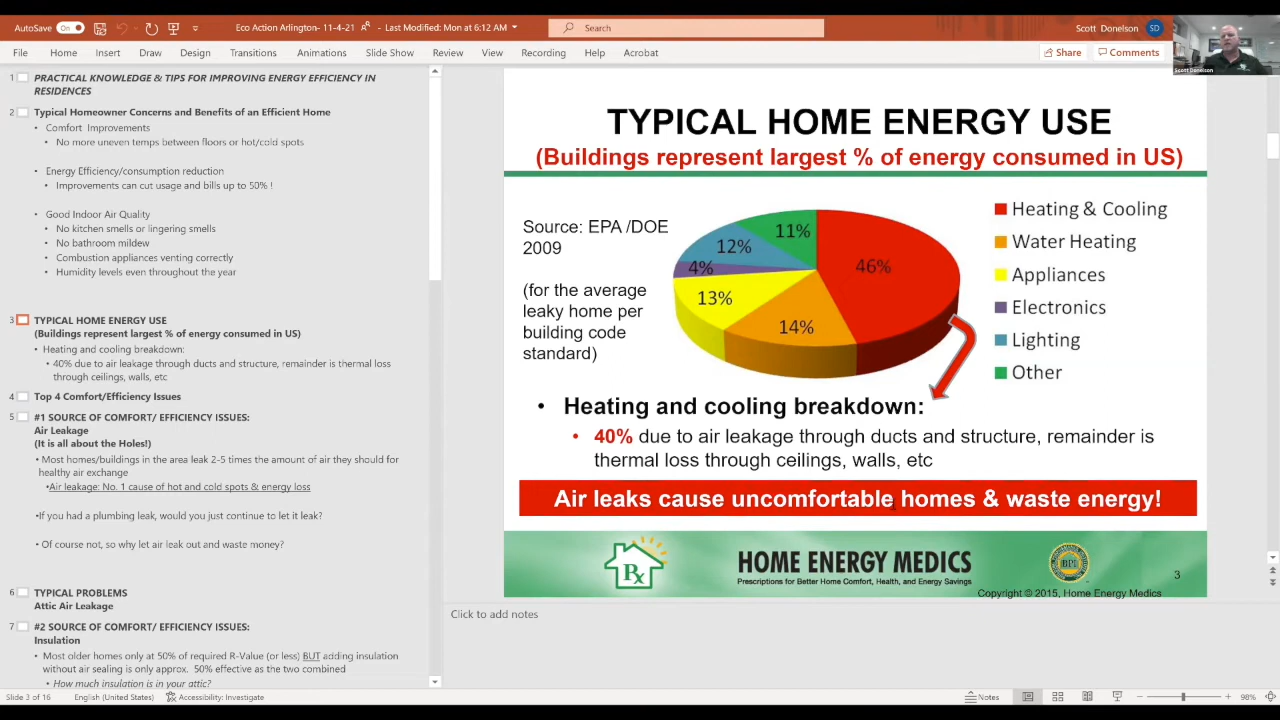 AutoSave On Eco Action Arlington- 11-4-21 - Last Modified: Mon at 6:12 AM Search Scott Donelson SD
File Home Insert Draw Design Transitions Animations Slide Show Review View Recording Help Acrobat Share Comments
Scott Donelson
1 PRACTICAL KNOWLEDGE & TIPS FOR IMPROVING ENERGY EFFICIENCY IN
RESIDENCES
2 Typical Homeowner Concerns and Benefits of an Efficient Home
• Comfort Improvements
• No more uneven temps between floors or hot/cold spots
• Energy Efficiency/consumption reduction
• Improvements can cut usage and bills up to 50% !
• Good Indoor Air Quality
• No kitchen smells or lingering smells
• No bathroom mildew
• Combustion appliances venting correctly
• Humidity levels even throughout the year
3 TYPICAL HOME ENERGY USE
(Buildings represent largest % of energy consumed in US)
• Heating and cooling breakdown:
• 40% due to air leakage through ducts and structure, remainder is thermal loss
through ceilings, walls, etc
4 Top 4 Comfort/Efficiency Issues
5 #1 SOURCE OF COMFORT/ EFFICIENCY ISSUES:
Air Leakage
(It is all about the Holes!)
• Most homes/buildings in the area leak 2-5 times the amount of air they should for
healthy air exchange
•Air leakage: No. 1 cause of hot and cold spots & energy loss
•If you had a plumbing leak, would you just continue to let it leak?
• Of course not, so why let air leak out and waste money?
6 TYPICAL PROBLEMS
Attic Air Leakage
7 #2 SOURCE OF COMFORT/ EFFICIENCY ISSUES:
Insulation
• Most older homes only at 50% of required R-Value (or less) BUT adding insulation
without air sealing is only approx. 50% effective as the two combined
• How much insulation is in your attic?
TYPICAL HOME ENERGY USE
(Buildings represent largest % of energy consumed in US)
Source: EPA /DOE
2009
(for the average
leaky home per
building code
standard)
11%
12%
4%
13%
14%
46%
Heating & Cooling
Water Heating
Appliances
Electronics
Lighting
Other
• Heating and cooling breakdown:
• 40% due to air leakage through ducts and structure, remainder is
thermal loss through ceilings, walls, etc
Air leaks cause uncomfortable homes & waste energy!
Rx
HOME ENERGY MEDICS
Prescriptions for Better Home Comfort, Health, and Energy Savings
BPI
3
Copyright © 2015, Home Energy Medics
Click to add notes
Slide 3 of 16 English (United States) Accessibility: Investigate Notes 98%